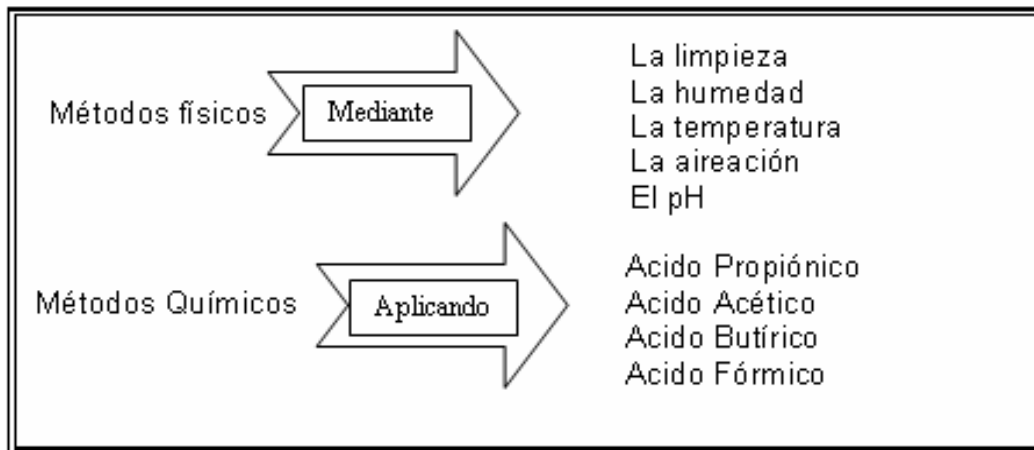 Métodos físicos
Mediante
La limpieza
La humedad
La temperatura
La aireación
El pH
Métodos Químicos
Aplicando
Acido Propiónico
Acido Acético
Acido Butírico
Acido Fórmico